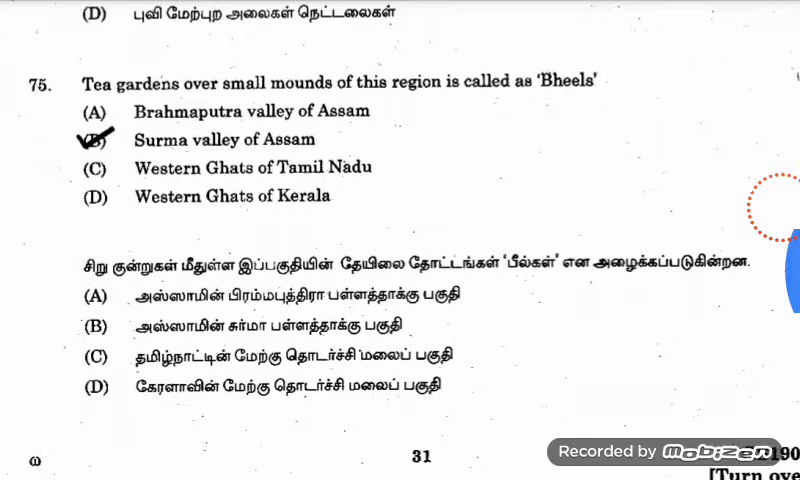 (D) புவி மேற்புற அலைகள் நெட்டலைகள்
75. Tea gardens over small mounds of this region is called as ‘Bheels’
(A) Brahmaputra valley of Assam
(B) Surma valley of Assam
(C) Western Ghats of Tamil Nadu
(D) Western Ghats of Kerala
சிறு குன்றுகள் மீதுள்ள இப்பகுதியின் தேயிலை தோட்டங்கள் ‘பீல்கள்’ என அழைக்கப்படுகின்றன.
(A) அஸ்ஸாமின் பிரம்மபுத்திரா பள்ளத்தாக்கு பகுதி
(B) அஸ்ஸாமின் சுர்மா பள்ளத்தாக்கு பகுதி
(C) தமிழ்நாட்டின் மேற்கு தொடர்ச்சி மலைப் பகுதி
(D) கேரளாவின் மேற்கு தொடர்ச்சி மலைப் பகுதி
ω 31
Recorded by mobizen
[Turn ove